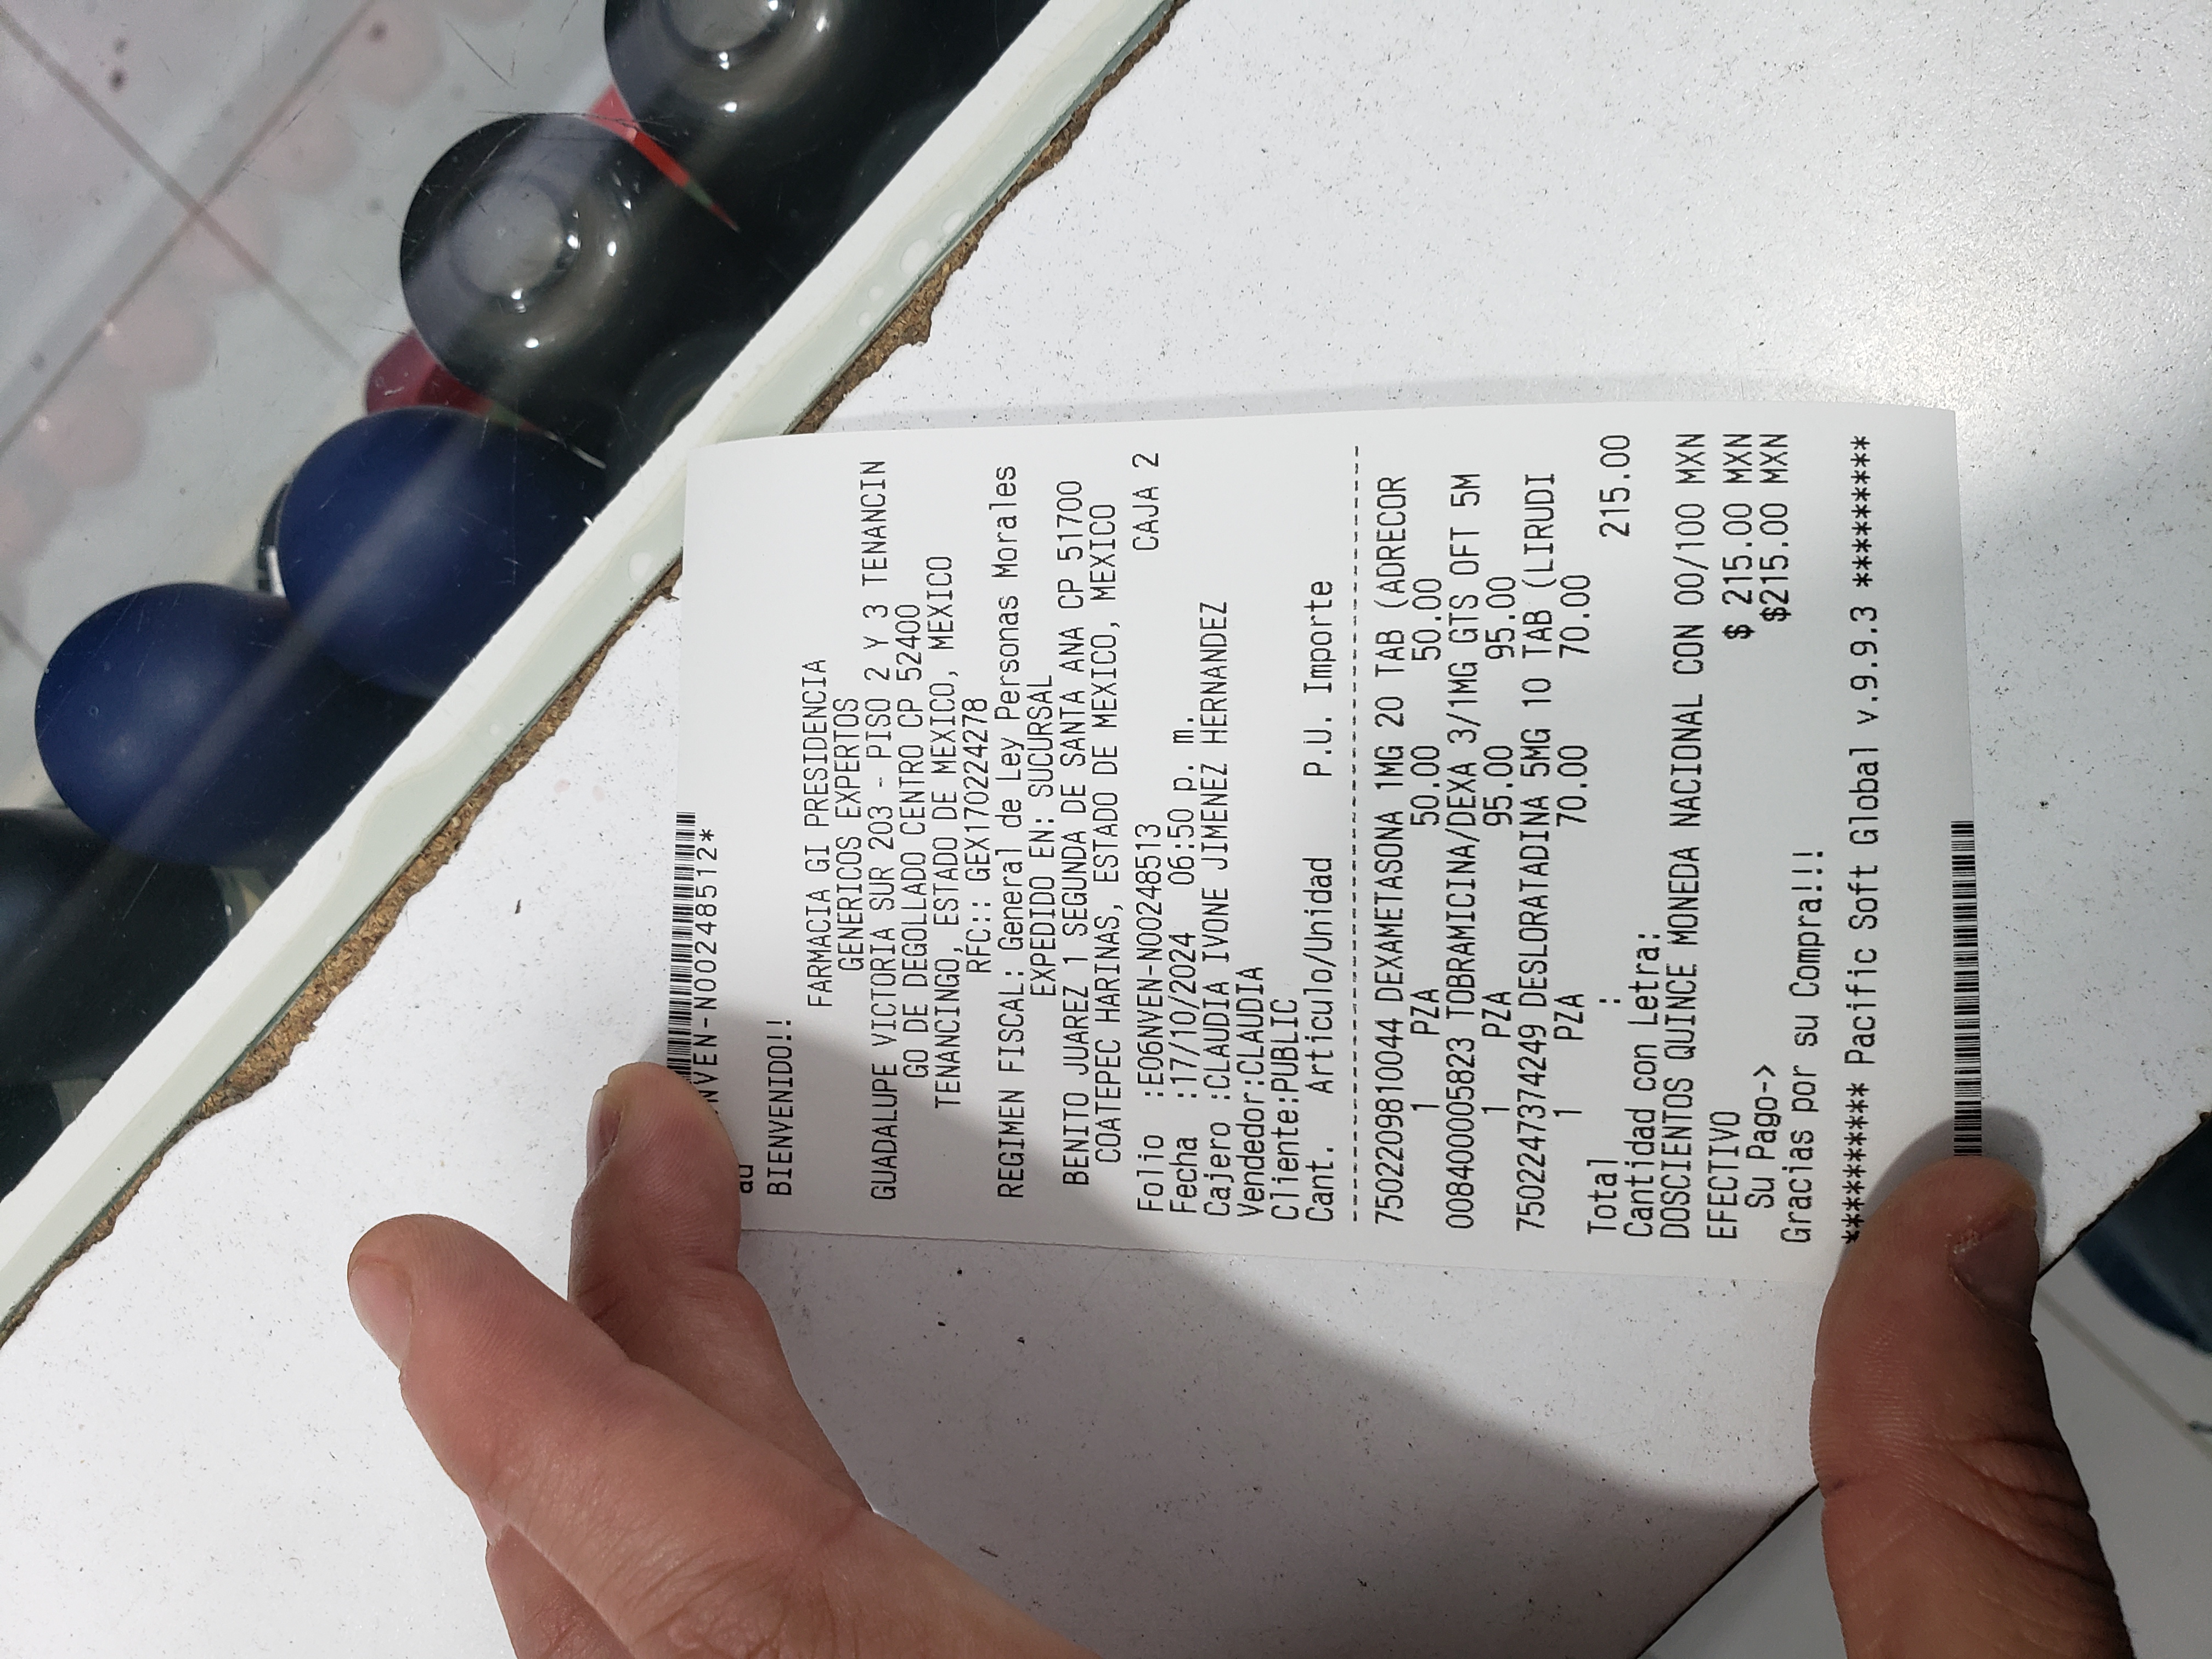 NVEN-N00248512*
au
BIENVENIDO!!
FARMACIA GI PRESIDENCIA
GENERICOS EXPERTOS
GUADALUPE VICTORIA SUR 203 - PISO 2 Y 3 TENANCIN
GO DE DEGOLLADO CENTRO CP 52400
TENANCINGO, ESTADO DE MEXICO, MEXICO
RFC:: GEX170224278
REGIMEN FISCAL: General de Ley Personas Morales
EXPEDIDO EN: SUCURSAL
BENITO JUAREZ 1 SEGUNDA DE SANTA ANA CP 51700
COATEPEC HARINAS, ESTADO DE MEXICO, MEXICO
Folio :E06NVEN-N00248513 CAJA 2
Fecha :17/10/2024 06:50 p. m.
Cajero :CLAUDIA IVONE JIMENEZ HERNANDEZ
Vendedor:CLAUDIA
Cliente:PUBLIC
Cant. Articulo/Unidad P.U. Importe
7502209810044 DEXAMETASONA 1MG 20 TAB (ADRECOR
1 PZA 50.00 50.00
0084000005823 TOBRAMICINA/DEXA 3/1MG GTS OFT 5M
1 PZA 95.00 95.00
7502247374249 DESLORATADINA 5MG 10 TAB (LIRUDI
1 PZA 70.00 70.00
Total : 215.00
Cantidad con Letra:
DOSCIENTOS QUINCE MONEDA NACIONAL CON 00/100 MXN
EFECTIVO $ 215.00 MXN
Su Pago-> $215.00 MXN
Gracias por su Compra!!!
******** Pacific Soft Global v.9.9.3 ********